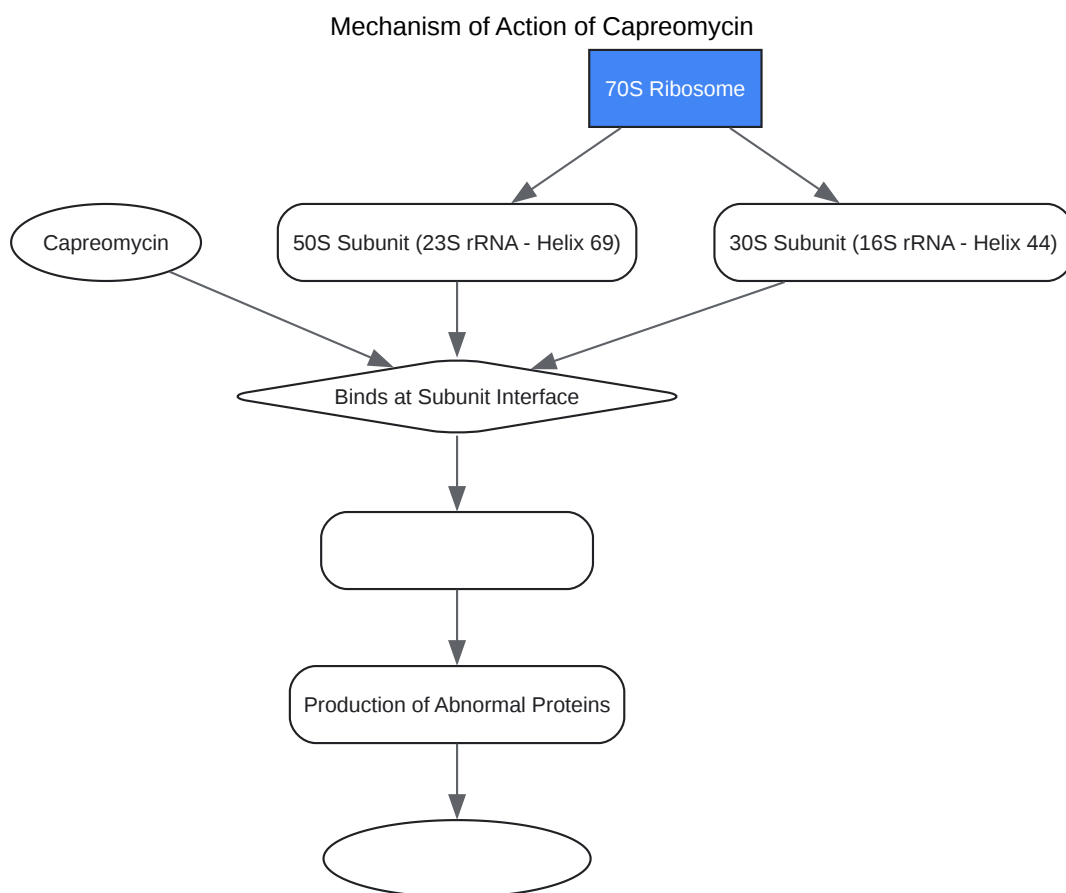 Mechanism of Action of Capreomycin
70S Ribosome
Capreomycin
50S Subunit (23S rRNA - Helix 69)
30S Subunit (16S rRNA - Helix 44)
Binds at Subunit Interface
Production of Abnormal Proteins